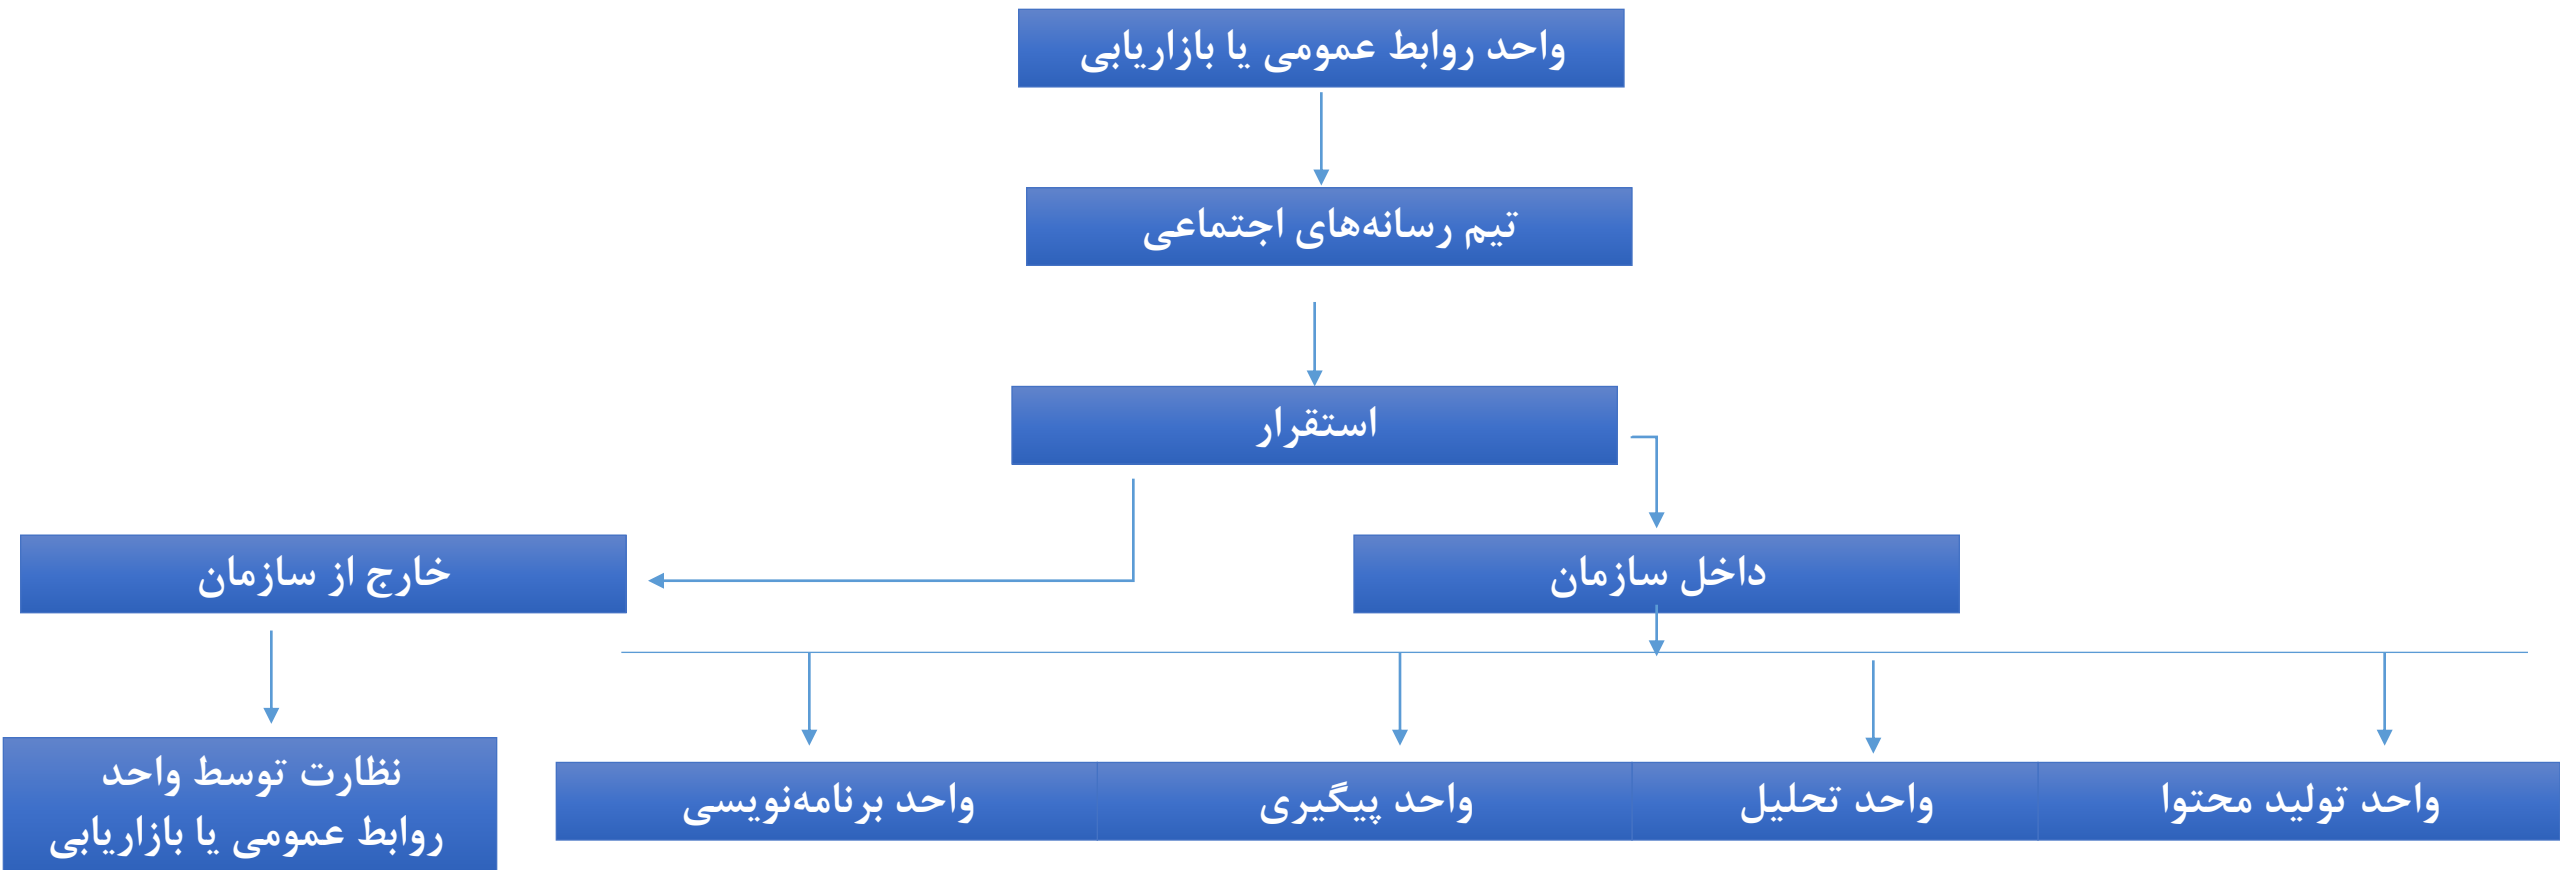 واحد روابط عمومی یا بازاریابی
تیم رسانه‌های اجتماعی
استقرار
داخل سازمان
خارج از سازمان
واحد تولید محتوا
واحد تحلیل
واحد پیگیری
واحد برنامه‌نویسی
نظارت توسط واحد
روابط عمومی یا بازاریابی